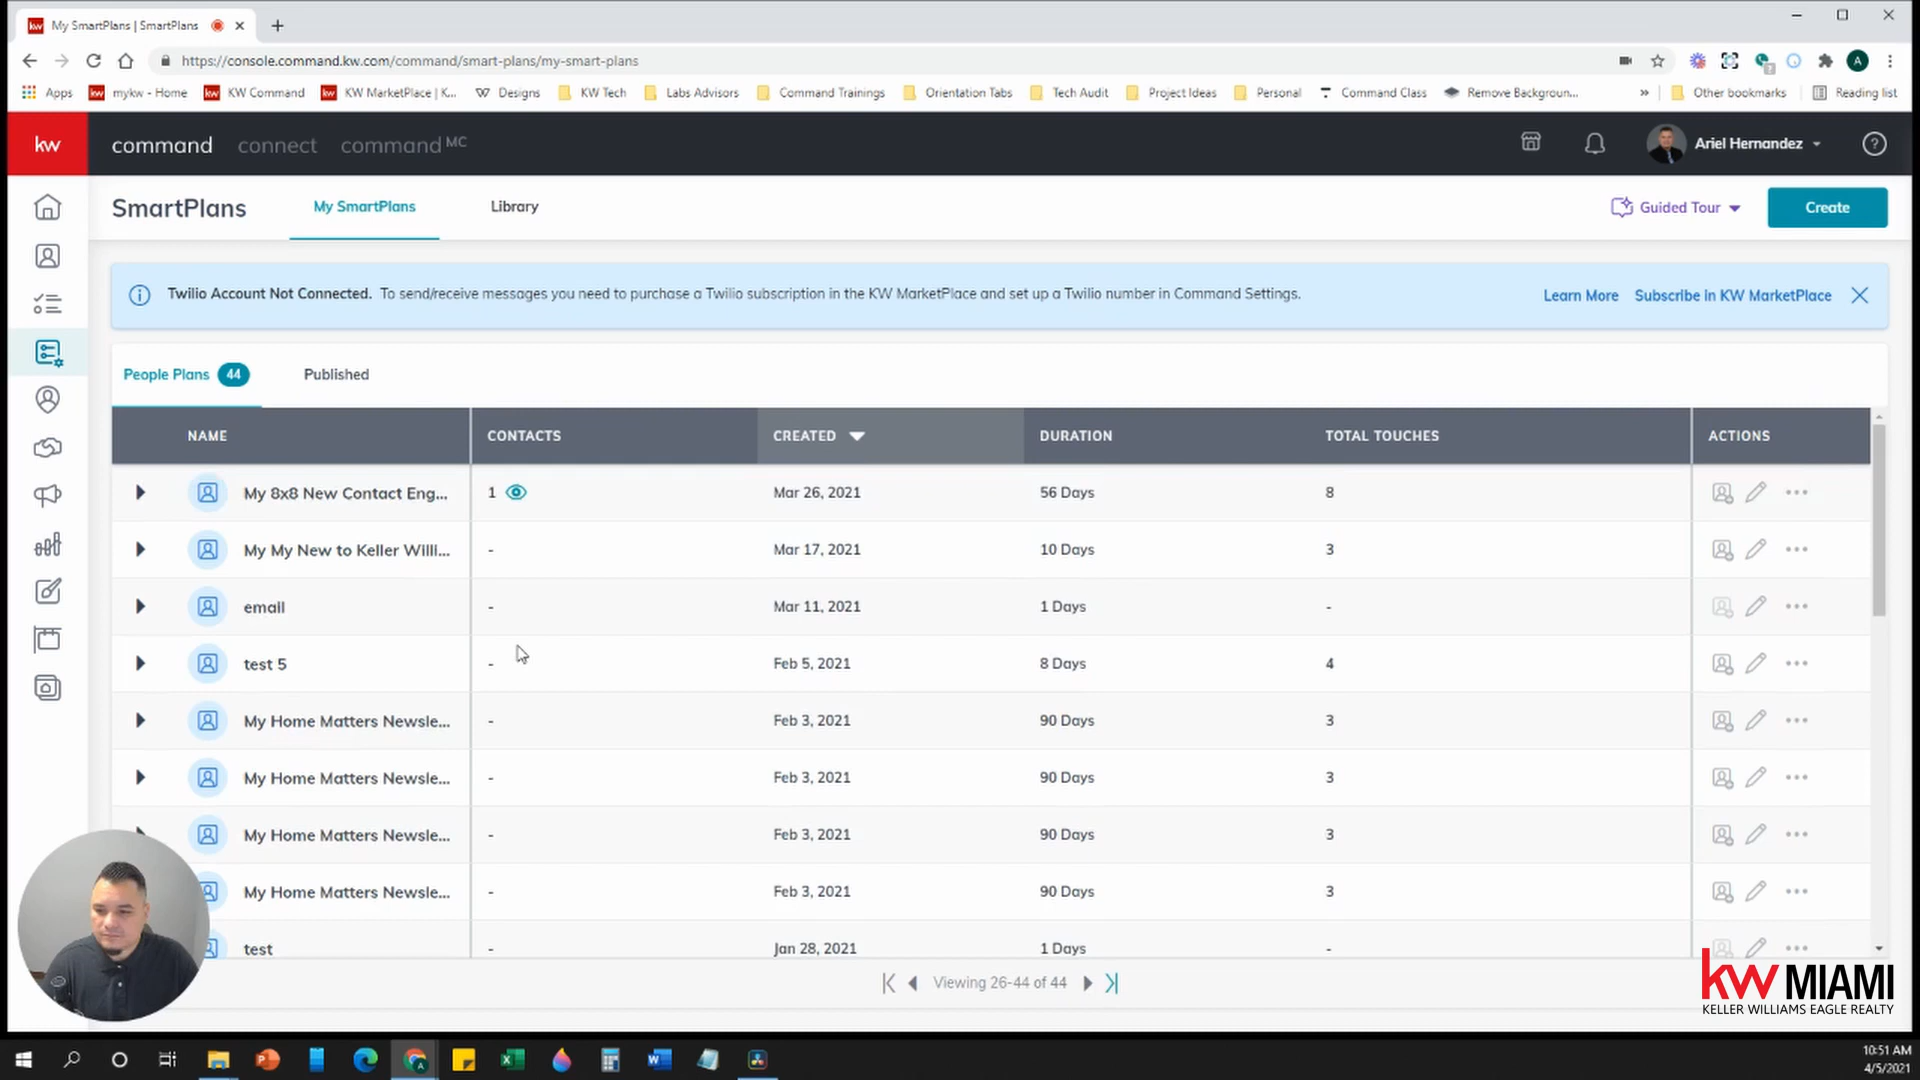 My SmartPlans | SmartPlans
https://console.command.kw.com/command/smart-plans/my-smart-plans
A
Apps
mykw - Home
KW Command
KW MarketPlace | K...
Designs
KW Tech
Labs Advisors
Command Trainings
Orientation Tabs
Tech Audit
Project Ideas
Personal
Command Class
Remove Backgroun...
»
Other bookmarks
Reading list
kw
command
connect
command MC
Ariel Hernandez
SmartPlans
My SmartPlans
Library
Guided Tour
Create
Twilio Account Not Connected. To send/receive messages you need to purchase a Twilio subscription in the KW MarketPlace and set up a Twilio number in Command Settings.
Learn More
Subscribe in KW MarketPlace
People Plans 44
Published
NAME CONTACTS CREATED DURATION TOTAL TOUCHES ACTIONS
My 8x8 New Contact Eng... 1 Mar 26, 2021 56 Days 8
My My New to Keller Willi... - Mar 17, 2021 10 Days 3
email - Mar 11, 2021 1 Days -
test 5 - Feb 5, 2021 8 Days 4
My Home Matters Newsle... - Feb 3, 2021 90 Days 3
My Home Matters Newsle... - Feb 3, 2021 90 Days 3
My Home Matters Newsle... - Feb 3, 2021 90 Days 3
My Home Matters Newsle... - Feb 3, 2021 90 Days 3
test - Jan 28, 2021 1 Days -
Viewing 26-44 of 44
kw MIAMI
KELLER WILLIAMS EAGLE REALTY
10:51 AM
4/5/2021